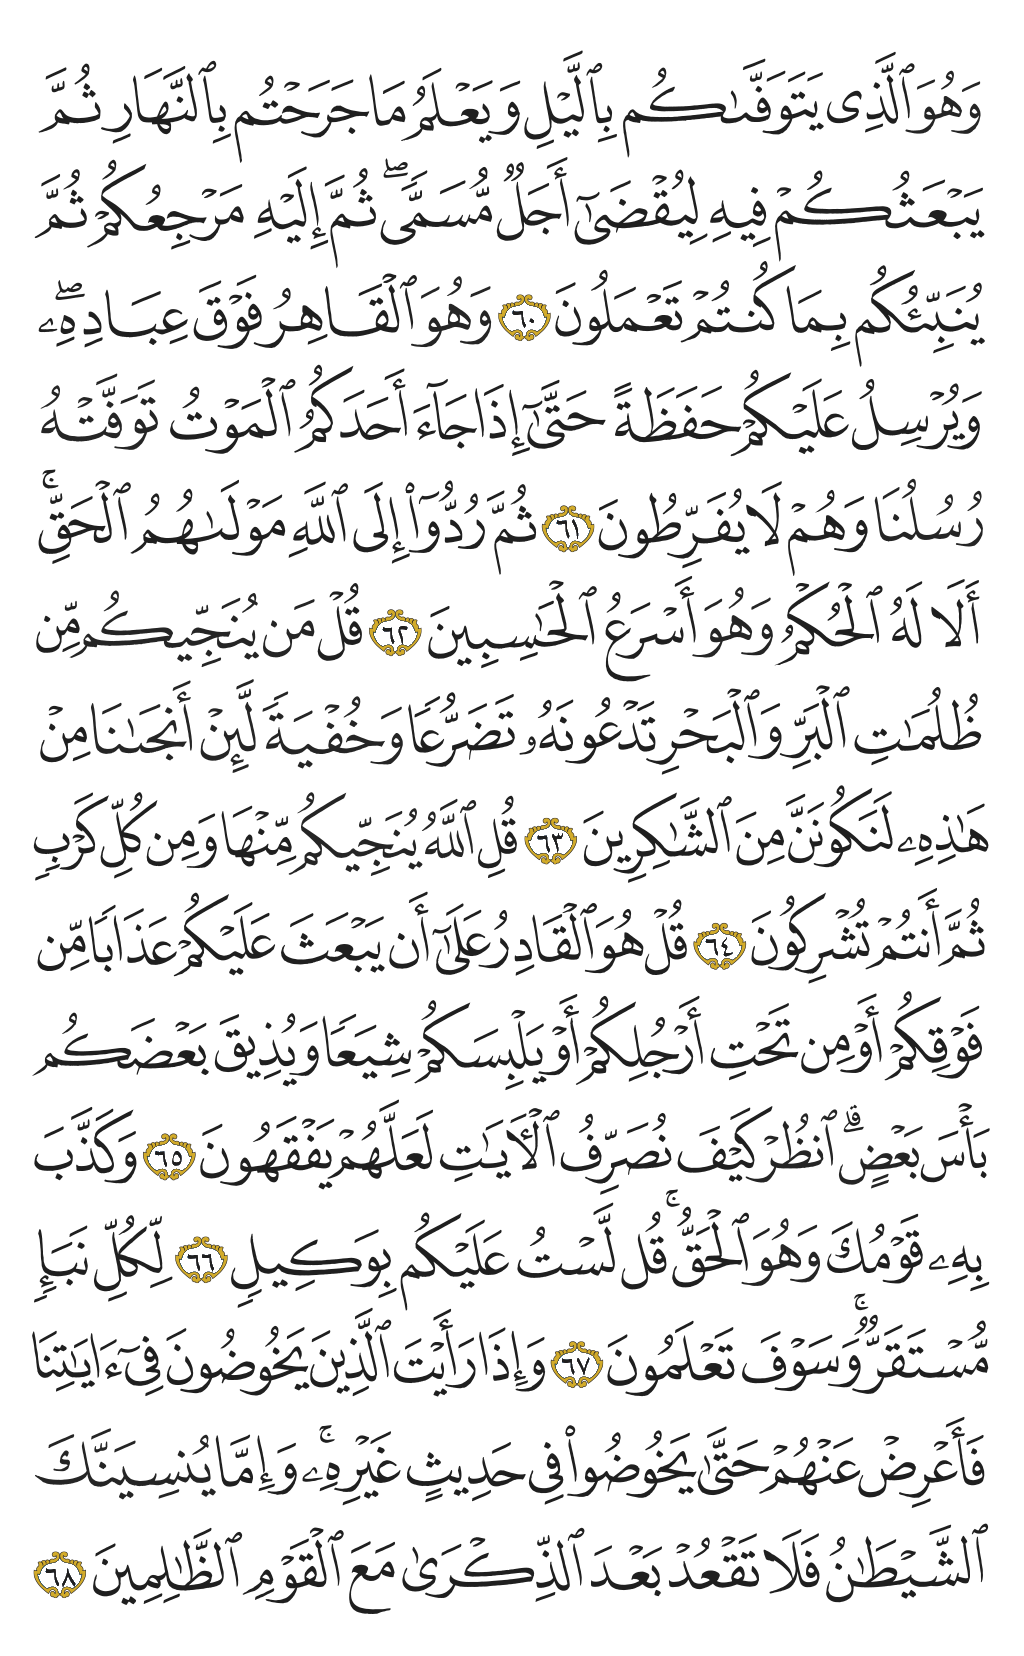 وَهُوَ ٱلَّذِى يَتَوَفَّىٰكُم بِٱلَّيْلِ وَيَعْلَمُ مَا جَرَحْتُم بِٱلنَّهَارِ ثُمَّ
يَبْعَثُكُمْ فِيهِ لِيُقْضَىٰٓ أَجَلٌ مُّسَمًّى ۖ ثُمَّ إِلَيْهِ مَرْجِعُكُمْ ثُمَّ
يُنَبِّئُكُم بِمَا كُنتُمْ تَعْمَلُونَ ٦٠ وَهُوَ ٱلْقَاهِرُ فَوْقَ عِبَادِهِۦ ۖ
وَيُرْسِلُ عَلَيْكُمْ حَفَظَةً حَتَّىٰٓ إِذَا جَآءَ أَحَدَكُمُ ٱلْمَوْتُ تَوَفَّتْهُ
رُسُلُنَا وَهُمْ لَا يُفَرِّطُونَ ٦١ ثُمَّ رُدُّوٓا۟ إِلَى ٱللَّهِ مَوْلَىٰهُمُ ٱلْحَقِّ ۚ
أَلَا لَهُ ٱلْحُكْمُ وَهُوَ أَسْرَعُ ٱلْحَـٰسِبِينَ ٦٢ قُلْ مَن يُنَجِّيكُم مِّن
ظُلُمَـٰتِ ٱلْبَرِّ وَٱلْبَحْرِ تَدْعُونَهُۥ تَضَرُّعًا وَخُفْيَةً لَّئِنْ أَنجَىٰنَا مِنْ
هَـٰذِهِۦ لَنَكُونَنَّ مِنَ ٱلشَّـٰكِرِينَ ٦٣ قُلِ ٱللَّهُ يُنَجِّيكُم مِّنْهَا وَمِن كُلِّ كَرْبٍ
ثُمَّ أَنتُمْ تُشْرِكُونَ ٦٤ قُلْ هُوَ ٱلْقَادِرُ عَلَىٰٓ أَن يَبْعَثَ عَلَيْكُمْ عَذَابًا مِّن
فَوْقِكُمْ أَوْ مِن تَحْتِ أَرْجُلِكُمْ أَوْ يَلْبِسَكُمْ شِيَعًا وَيُذِيقَ بَعْضَكُم
بَأْسَ بَعْضٍ ۗ ٱنظُرْ كَيْفَ نُصَرِّفُ ٱلْـَٔايَـٰتِ لَعَلَّهُمْ يَفْقَهُونَ ٦٥ وَكَذَّبَ
بِهِۦ قَوْمُكَ وَهُوَ ٱلْحَقُّ ۚ قُل لَّسْتُ عَلَيْكُم بِوَكِيلٍ ٦٦ لِّكُلِّ نَبَإٍ
مُّسْتَقَرٌّ ۚ وَسَوْفَ تَعْلَمُونَ ٦٧ وَإِذَا رَأَيْتَ ٱلَّذِينَ يَخُوضُونَ فِىٓ ءَايَـٰتِنَا
فَأَعْرِضْ عَنْهُمْ حَتَّىٰ يَخُوضُوا۟ فِى حَدِيثٍ غَيْرِهِۦ ۚ وَإِمَّا يُنسِيَنَّكَ
ٱلشَّيْطَـٰنُ فَلَا تَقْعُدْ بَعْدَ ٱلذِّكْرَىٰ مَعَ ٱلْقَوْمِ ٱلظَّـٰلِمِينَ ٦٨